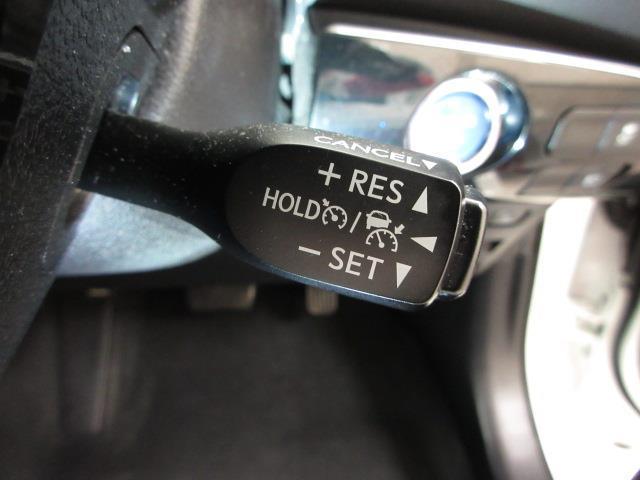 CANCEL▼
+ RES ▲
HOLD / ◀
− SET ▼